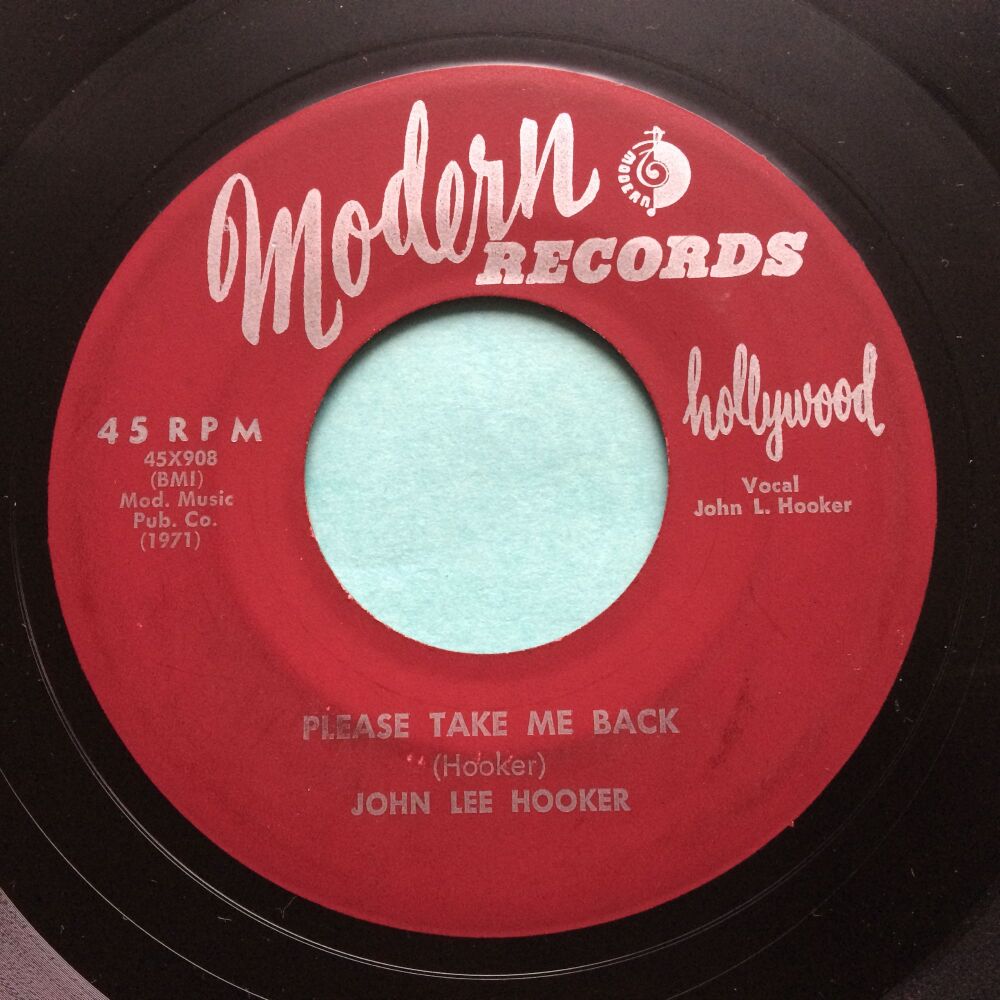 Modern
MODERN
RECORDS
hollywood
45 RPM
45X908
(BMI)
Mod. Music
Pub. Co.
(1971)
Vocal
John L. Hooker
PLEASE TAKE ME BACK
(Hooker)
JOHN LEE HOOKER